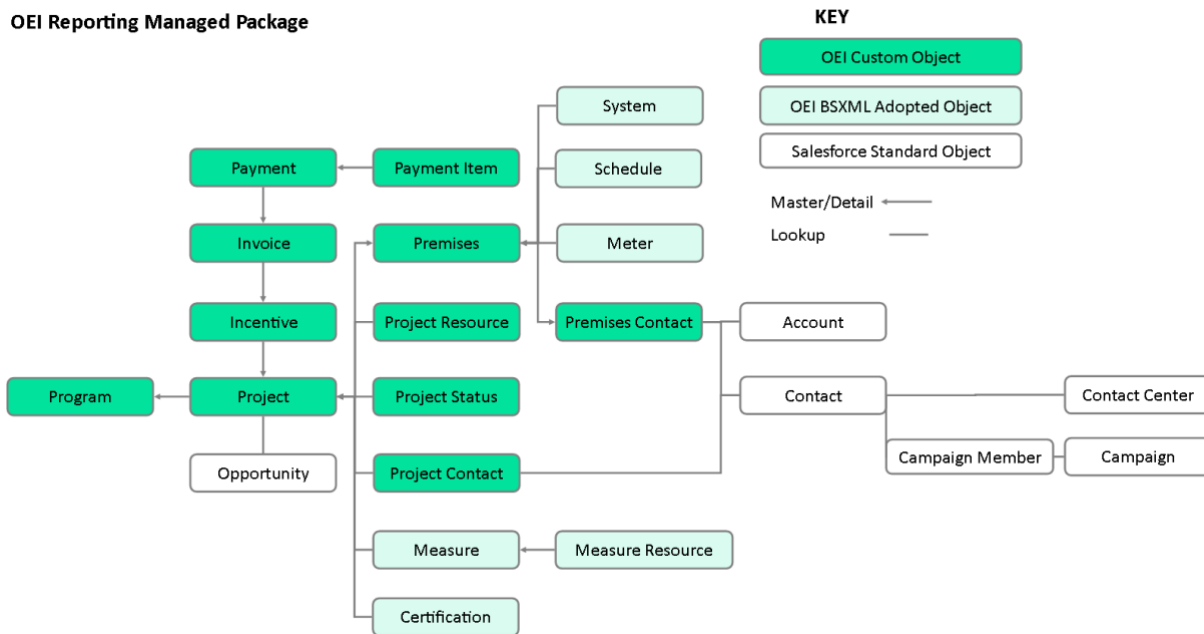 OEI Reporting Managed Package
KEY
OEI Custom Object
OEI BSXML Adopted Object
Salesforce Standard Object
Master/Detail
Lookup
System
Payment
Payment Item
Schedule
Invoice
Premises
Meter
Incentive
Project Resource
Premises Contact
Account
Program
Project
Project Status
Contact
Contact Center
Opportunity
Project Contact
Campaign Member
Campaign
Measure
Measure Resource
Certification